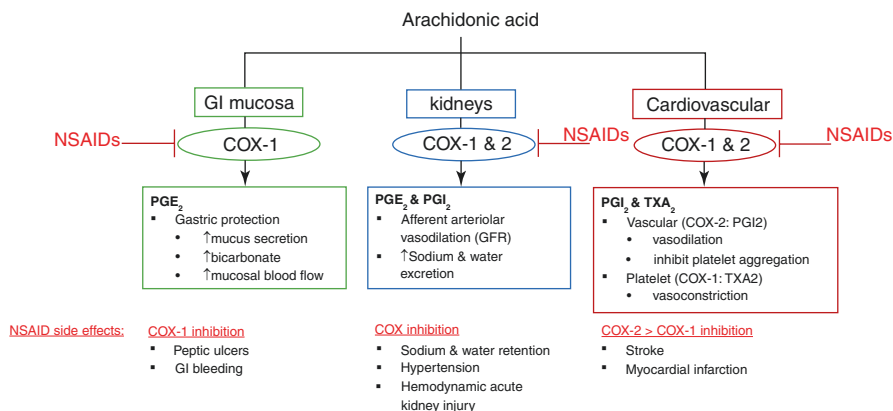 Arachidonic acid
GI mucosa
kidneys
Cardiovascular
NSAIDs
COX-1
COX-1 & 2
NSAIDs
COX-1 & 2
NSAIDs
PGE₂
▪ Gastric protection
• ↑mucus secretion
• ↑bicarbonate
• ↑mucosal blood flow
PGE₂ & PGI₂
▪ Afferent arteriolar
vasodilation (GFR)
▪ ↑Sodium & water
excretion
PGI₂ & TXA₂
▪ Vascular (COX-2: PGI2)
• vasodilation
• inhibit platelet aggregation
▪ Platelet (COX-1: TXA2)
• vasoconstriction
NSAID side effects:
COX-1 inhibition
▪ Peptic ulcers
▪ GI bleeding
COX inhibition
▪ Sodium & water retention
▪ Hypertension
▪ Hemodynamic acute
kidney injury
COX-2 > COX-1 inhibition
▪ Stroke
▪ Myocardial infarction